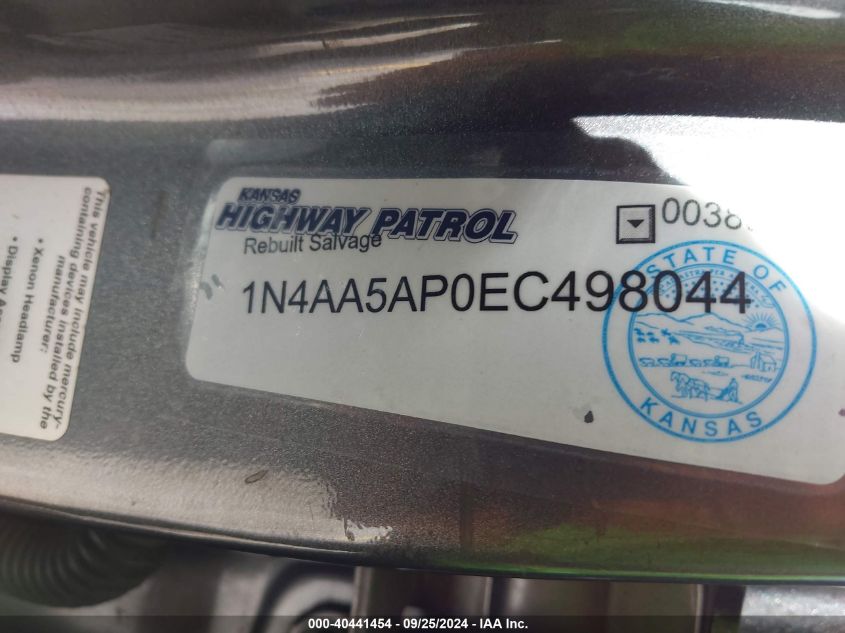 This vehicle may include mercury-
containing devices installed by the
manufacturer:
• Xenon Headlamp
• Display
KANSAS
HIGHWAY PATROL
Rebuilt Salvage
0038
1N4AA5AP0EC498044
STATE OF
KANSAS
000-40441454 - 09/25/2024 - IAA Inc.